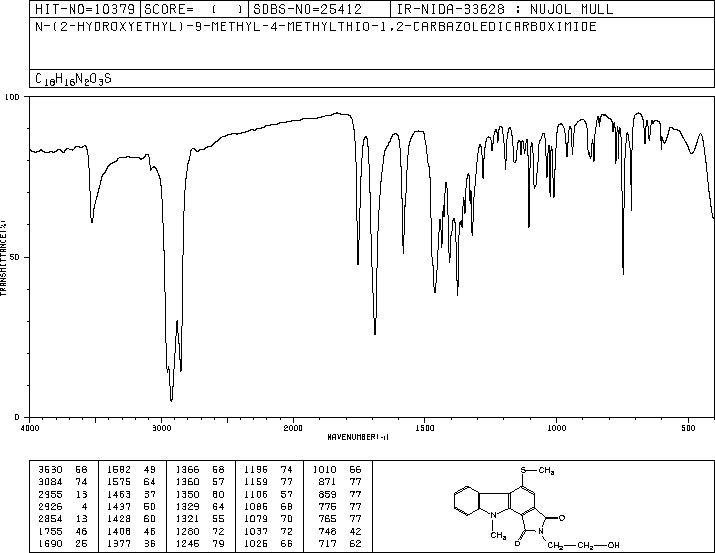 HIT-NO=10379 SCORE= ( ) SDBS-NO=25412 IR-NIDA-33628 : NUJOL MULL
N-(2-HYDROXYETHYL)-9-METHYL-4-METHYLTHIO-1,2-CARBAZOLEDICARBOXIMIDE
C18H16N2O3S
100
50
0
TRANSMITTANCE(%)
4000 3000 2000 1500 1000 500
WAVENUMBER(-1)
3530 58 1582 49 1366 68 1196 74 1010 66
3084 74 1575 64 1360 57 1159 77 871 77
2955 13 1463 37 1350 60 1106 57 859 77
2926 4 1437 50 1329 64 1086 68 775 77
2854 13 1428 60 1321 55 1079 70 765 77
1755 46 1408 46 1280 72 1037 72 748 42
1690 25 1377 36 1245 79 1026 66 717 62
S CH3
N
CH3
O
O
N
CH2 CH2 OH